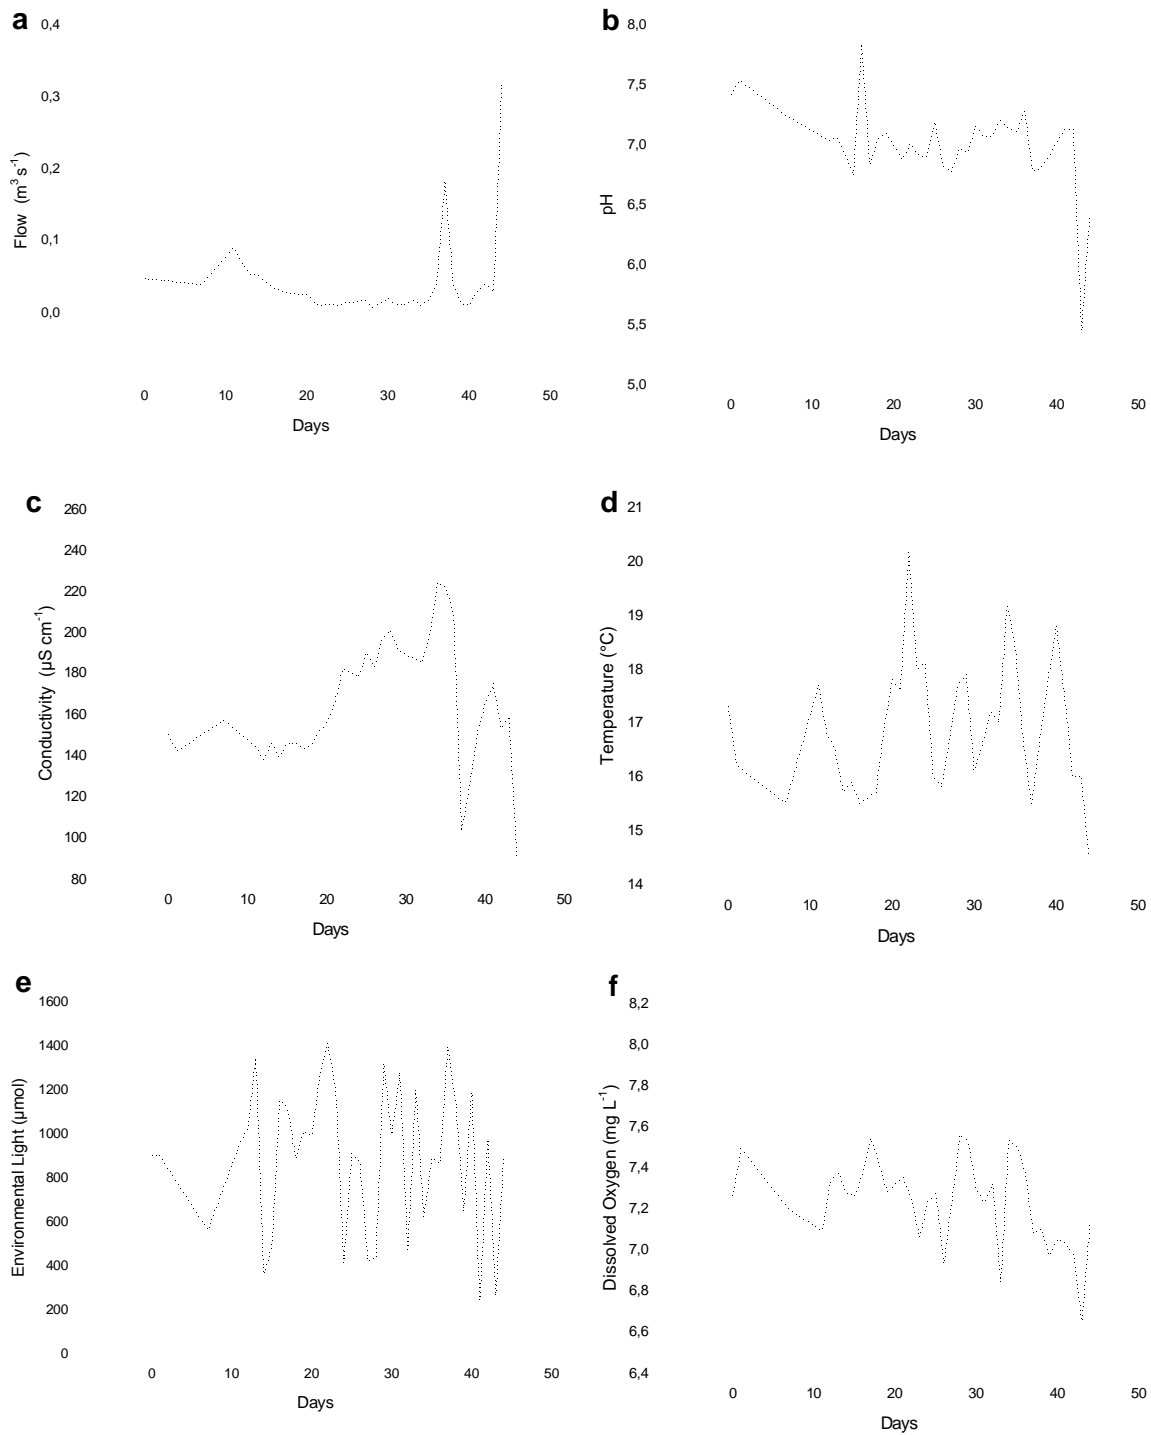 a
0,4
0,3
0,2
0,1
0,0
Flow (m³ s⁻¹)
0 10 20 30 40 50
Days
b
8,0
7,5
7,0
6,5
6,0
5,5
5,0
pH
0 10 20 30 40 50
Days
c
260
240
220
200
180
160
140
120
100
80
Conductivity (µS cm⁻¹)
0 10 20 30 40 50
Days
d
21
20
19
18
17
16
15
14
Temperature (°C)
0 10 20 30 40 50
Days
e
1600
1400
1200
1000
800
600
400
200
0
Environmental Light (µmol)
0 10 20 30 40 50
Days
f
8,2
8,0
7,8
7,6
7,4
7,2
7,0
6,8
6,6
6,4
Dissolved Oxygen (mg L⁻¹)
0 10 20 30 40 50
Days